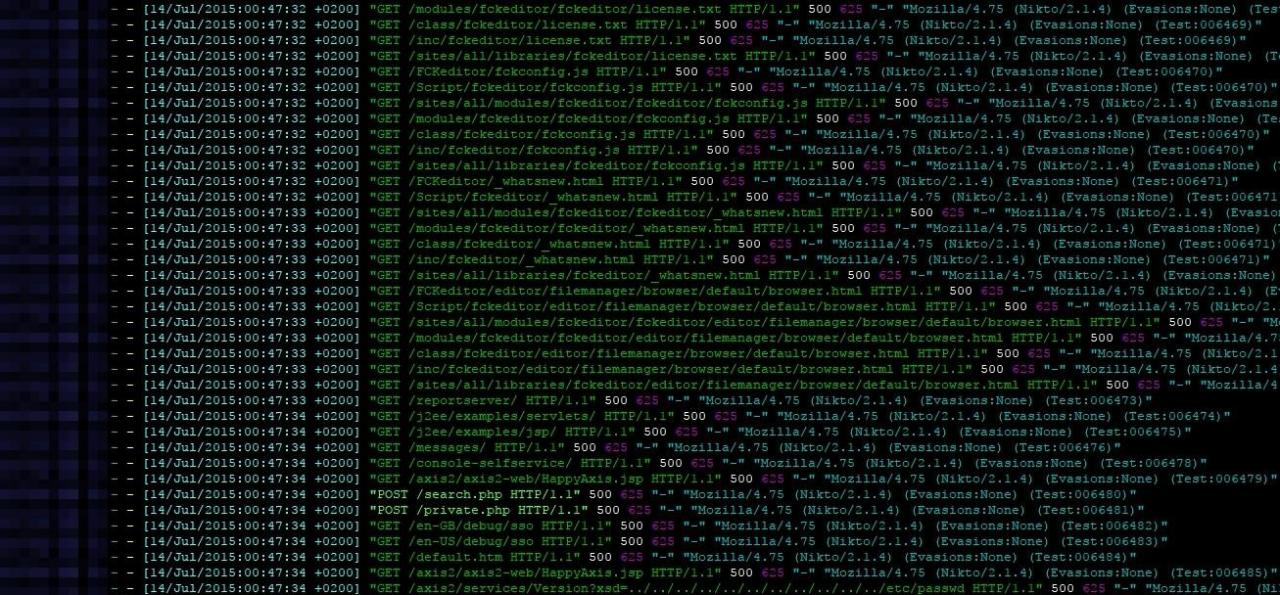 - - [14/Jul/2015:00:47:32 +0200] "GET /modules/fckeditor/fckeditor/license.txt HTTP/1.1" 500 625 "-" "Mozilla/4.75 (Nikto/2.1.4) (Evasions:None) (Test:006469)"
- - [14/Jul/2015:00:47:32 +0200] "GET /class/fckeditor/license.txt HTTP/1.1" 500 625 "-" "Mozilla/4.75 (Nikto/2.1.4) (Evasions:None) (Test:006469)"
- - [14/Jul/2015:00:47:32 +0200] "GET /inc/fckeditor/license.txt HTTP/1.1" 500 625 "-" "Mozilla/4.75 (Nikto/2.1.4) (Evasions:None) (Test:006469)"
- - [14/Jul/2015:00:47:32 +0200] "GET /sites/all/libraries/fckeditor/license.txt HTTP/1.1" 500 625 "-" "Mozilla/4.75 (Nikto/2.1.4) (Evasions:None) (Tes
- - [14/Jul/2015:00:47:32 +0200] "GET /FCKeditor/fckconfig.js HTTP/1.1" 500 625 "-" "Mozilla/4.75 (Nikto/2.1.4) (Evasions:None) (Test:006470)"
- - [14/Jul/2015:00:47:32 +0200] "GET /Script/fckeditor/fckconfig.js HTTP/1.1" 500 625 "-" "Mozilla/4.75 (Nikto/2.1.4) (Evasions:None) (Test:006470)"
- - [14/Jul/2015:00:47:32 +0200] "GET /sites/all/modules/fckeditor/fckeditor/fckconfig.js HTTP/1.1" 500 625 "-" "Mozilla/4.75 (Nikto/2.1.4) (Evasions
- - [14/Jul/2015:00:47:32 +0200] "GET /modules/fckeditor/fckeditor/fckconfig.js HTTP/1.1" 500 625 "-" "Mozilla/4.75 (Nikto/2.1.4) (Evasions:None) (Te
- - [14/Jul/2015:00:47:32 +0200] "GET /class/fckeditor/fckconfig.js HTTP/1.1" 500 625 "-" "Mozilla/4.75 (Nikto/2.1.4) (Evasions:None) (Test:006470)"
- - [14/Jul/2015:00:47:32 +0200] "GET /inc/fckeditor/fckconfig.js HTTP/1.1" 500 625 "-" "Mozilla/4.75 (Nikto/2.1.4) (Evasions:None) (Test:006470)"
- - [14/Jul/2015:00:47:32 +0200] "GET /sites/all/libraries/fckeditor/fckconfig.js HTTP/1.1" 500 625 "-" "Mozilla/4.75 (Nikto/2.1.4) (Evasions:None) (
- - [14/Jul/2015:00:47:32 +0200] "GET /FCKeditor/_whatsnew.html HTTP/1.1" 500 625 "-" "Mozilla/4.75 (Nikto/2.1.4) (Evasions:None) (Test:006471)"
- - [14/Jul/2015:00:47:32 +0200] "GET /Script/fckeditor/_whatsnew.html HTTP/1.1" 500 625 "-" "Mozilla/4.75 (Nikto/2.1.4) (Evasions:None) (Test:006471
- - [14/Jul/2015:00:47:33 +0200] "GET /sites/all/modules/fckeditor/fckeditor/_whatsnew.html HTTP/1.1" 500 625 "-" "Mozilla/4.75 (Nikto/2.1.4) (Evasio
- - [14/Jul/2015:00:47:33 +0200] "GET /modules/fckeditor/fckeditor/_whatsnew.html HTTP/1.1" 500 625 "-" "Mozilla/4.75 (Nikto/2.1.4) (Evasions:None) (
- - [14/Jul/2015:00:47:33 +0200] "GET /class/fckeditor/_whatsnew.html HTTP/1.1" 500 625 "-" "Mozilla/4.75 (Nikto/2.1.4) (Evasions:None) (Test:006471)
- - [14/Jul/2015:00:47:33 +0200] "GET /inc/fckeditor/_whatsnew.html HTTP/1.1" 500 625 "-" "Mozilla/4.75 (Nikto/2.1.4) (Evasions:None) (Test:006471)"
- - [14/Jul/2015:00:47:33 +0200] "GET /sites/all/libraries/fckeditor/_whatsnew.html HTTP/1.1" 500 625 "-" "Mozilla/4.75 (Nikto/2.1.4) (Evasions:None)
- - [14/Jul/2015:00:47:33 +0200] "GET /FCKeditor/editor/filemanager/browser/default/browser.html HTTP/1.1" 500 625 "-" "Mozilla/4.75 (Nikto/2.1.4) (E
- - [14/Jul/2015:00:47:33 +0200] "GET /Script/fckeditor/editor/filemanager/browser/default/browser.html HTTP/1.1" 500 625 "-" "Mozilla/4.75 (Nikto/2.
- - [14/Jul/2015:00:47:33 +0200] "GET /sites/all/modules/fckeditor/fckeditor/editor/filemanager/browser/default/browser.html HTTP/1.1" 500 625 "-" "M
- - [14/Jul/2015:00:47:33 +0200] "GET /modules/fckeditor/fckeditor/editor/filemanager/browser/default/browser.html HTTP/1.1" 500 625 "-" "Mozilla/4.7
- - [14/Jul/2015:00:47:33 +0200] "GET /class/fckeditor/editor/filemanager/browser/default/browser.html HTTP/1.1" 500 625 "-" "Mozilla/4.75 (Nikto/2.1
- - [14/Jul/2015:00:47:33 +0200] "GET /inc/fckeditor/editor/filemanager/browser/default/browser.html HTTP/1.1" 500 625 "-" "Mozilla/4.75 (Nikto/2.1.4
- - [14/Jul/2015:00:47:33 +0200] "GET /sites/all/libraries/fckeditor/editor/filemanager/browser/default/browser.html HTTP/1.1" 500 625 "-" "Mozilla/4
- - [14/Jul/2015:00:47:33 +0200] "GET /reportserver/ HTTP/1.1" 500 625 "-" "Mozilla/4.75 (Nikto/2.1.4) (Evasions:None) (Test:006473)"
- - [14/Jul/2015:00:47:34 +0200] "GET /j2ee/examples/servlets/ HTTP/1.1" 500 625 "-" "Mozilla/4.75 (Nikto/2.1.4) (Evasions:None) (Test:006474)"
- - [14/Jul/2015:00:47:34 +0200] "GET /j2ee/examples/jsp/ HTTP/1.1" 500 625 "-" "Mozilla/4.75 (Nikto/2.1.4) (Evasions:None) (Test:006475)"
- - [14/Jul/2015:00:47:34 +0200] "GET /messages/ HTTP/1.1" 500 625 "-" "Mozilla/4.75 (Nikto/2.1.4) (Evasions:None) (Test:006476)"
- - [14/Jul/2015:00:47:34 +0200] "GET /console-selfservice/ HTTP/1.1" 500 625 "-" "Mozilla/4.75 (Nikto/2.1.4) (Evasions:None) (Test:006478)"
- - [14/Jul/2015:00:47:34 +0200] "GET /axis2/axis2-web/HappyAxis.jsp HTTP/1.1" 500 625 "-" "Mozilla/4.75 (Nikto/2.1.4) (Evasions:None) (Test:006479)"
- - [14/Jul/2015:00:47:34 +0200] "POST /search.php HTTP/1.1" 500 625 "-" "Mozilla/4.75 (Nikto/2.1.4) (Evasions:None) (Test:006480)"
- - [14/Jul/2015:00:47:34 +0200] "POST /private.php HTTP/1.1" 500 625 "-" "Mozilla/4.75 (Nikto/2.1.4) (Evasions:None) (Test:006481)"
- - [14/Jul/2015:00:47:34 +0200] "GET /en-GB/debug/sso HTTP/1.1" 500 625 "-" "Mozilla/4.75 (Nikto/2.1.4) (Evasions:None) (Test:006482)"
- - [14/Jul/2015:00:47:34 +0200] "GET /en-US/debug/sso HTTP/1.1" 500 625 "-" "Mozilla/4.75 (Nikto/2.1.4) (Evasions:None) (Test:006483)"
- - [14/Jul/2015:00:47:34 +0200] "GET /default.htm HTTP/1.1" 500 625 "-" "Mozilla/4.75 (Nikto/2.1.4) (Evasions:None) (Test:006484)"
- - [14/Jul/2015:00:47:34 +0200] "GET /axis2/axis2-web/HappyAxis.jsp HTTP/1.1" 500 625 "-" "Mozilla/4.75 (Nikto/2.1.4) (Evasions:None) (Test:006485)"
- - [14/Jul/2015:00:47:34 +0200] "GET /axis2/services/Version?xsd=../../../../../../../../etc/passwd HTTP/1.1" 500 625 "-" "Mozilla/4.75 (Ni